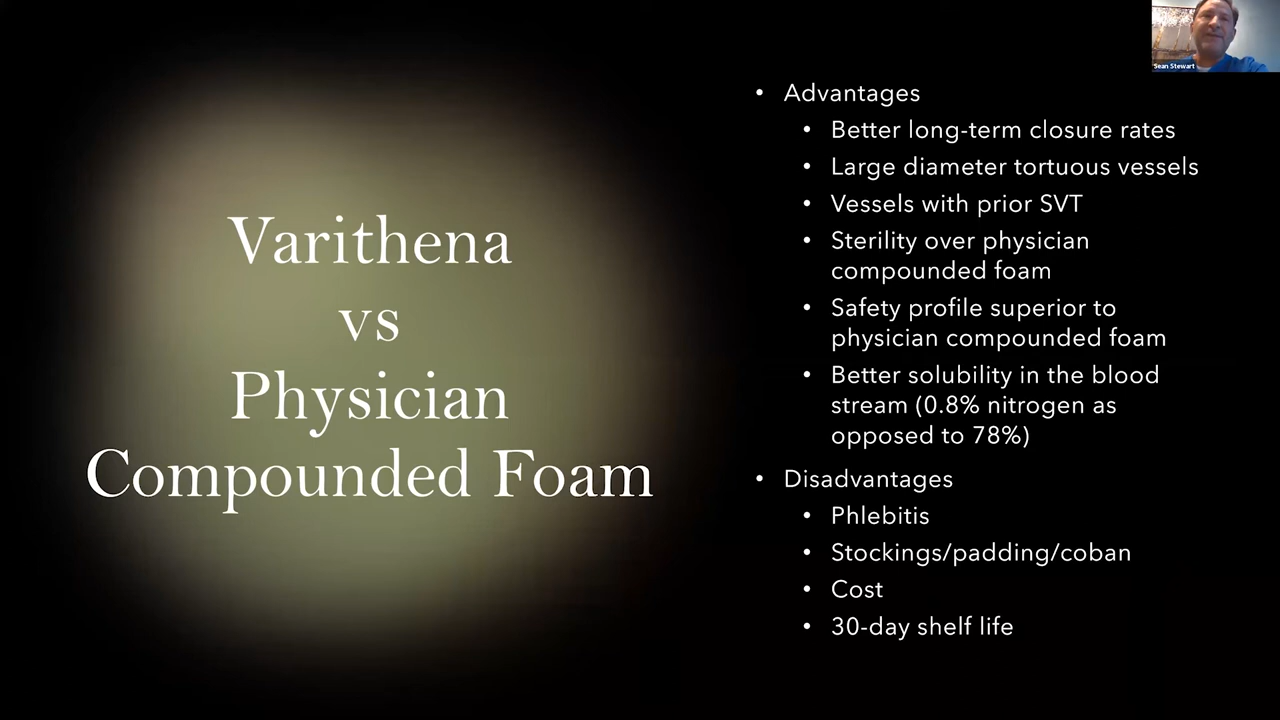 Sean Stewart
Varithena
vs
Physician
Compounded Foam
• Advantages
• Better long-term closure rates
• Large diameter tortuous vessels
• Vessels with prior SVT
• Sterility over physician
compounded foam
• Safety profile superior to
physician compounded foam
• Better solubility in the blood
stream (0.8% nitrogen as
opposed to 78%)
• Disadvantages
• Phlebitis
• Stockings/padding/coban
• Cost
• 30-day shelf life